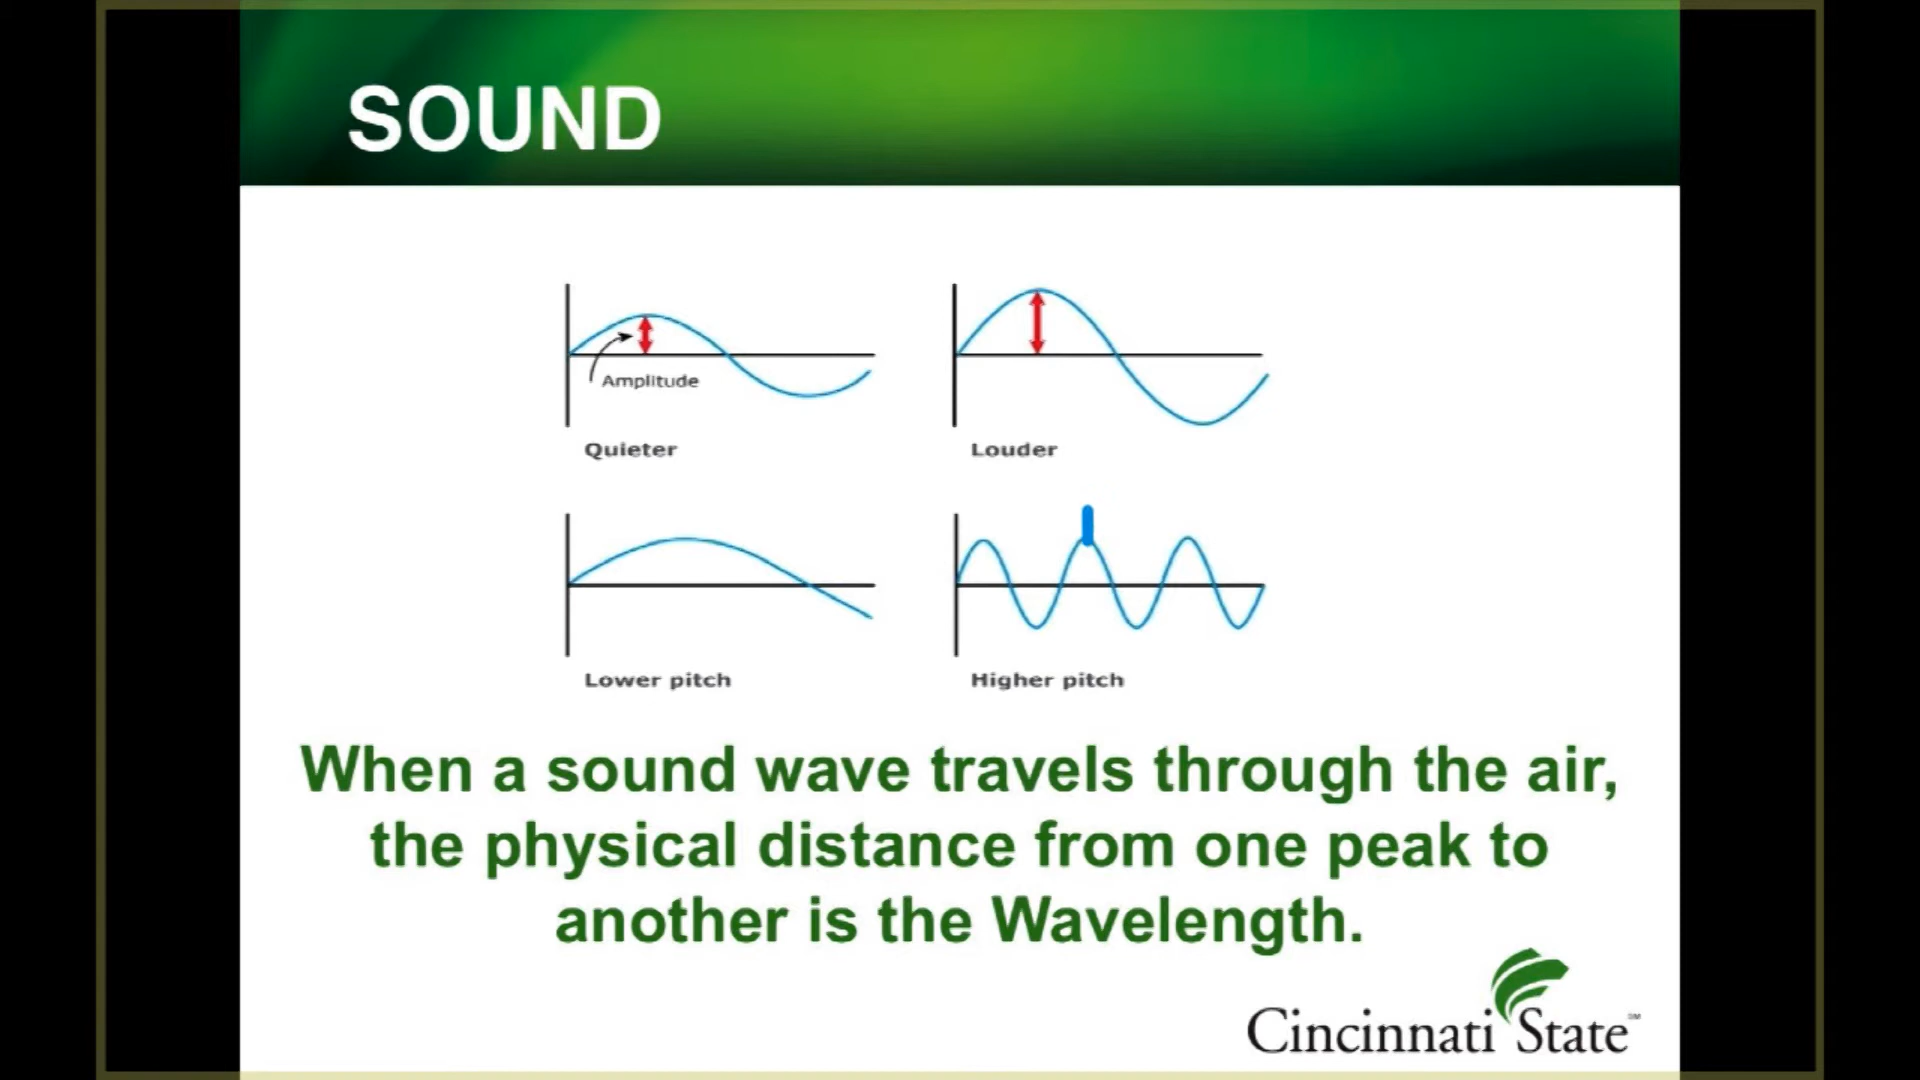 SOUND
Amplitude
Quieter
Louder
Lower pitch
Higher pitch
When a sound wave travels through the air,
the physical distance from one peak to
another is the Wavelength.
Cincinnati State℠